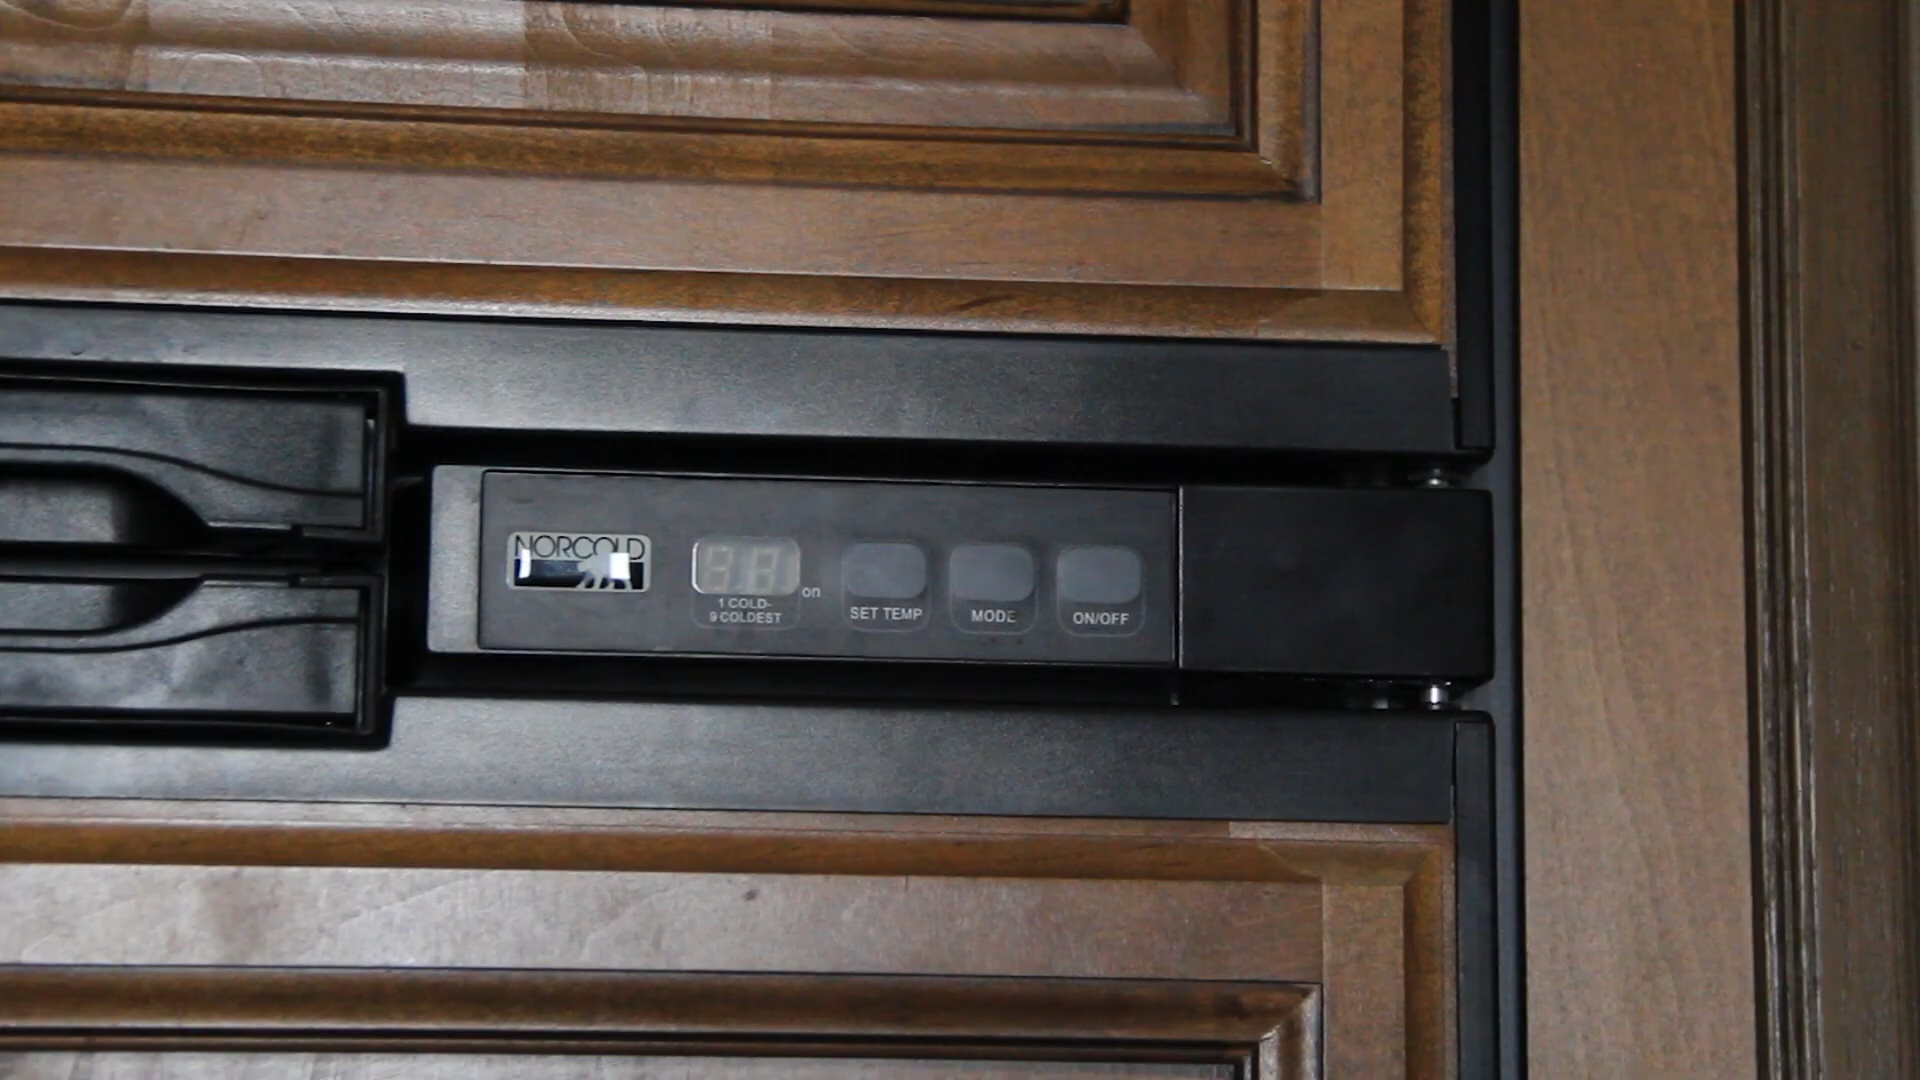 NORCOLD
on
1 COLD-
9 COLDEST
SET TEMP
MODE
ON/OFF